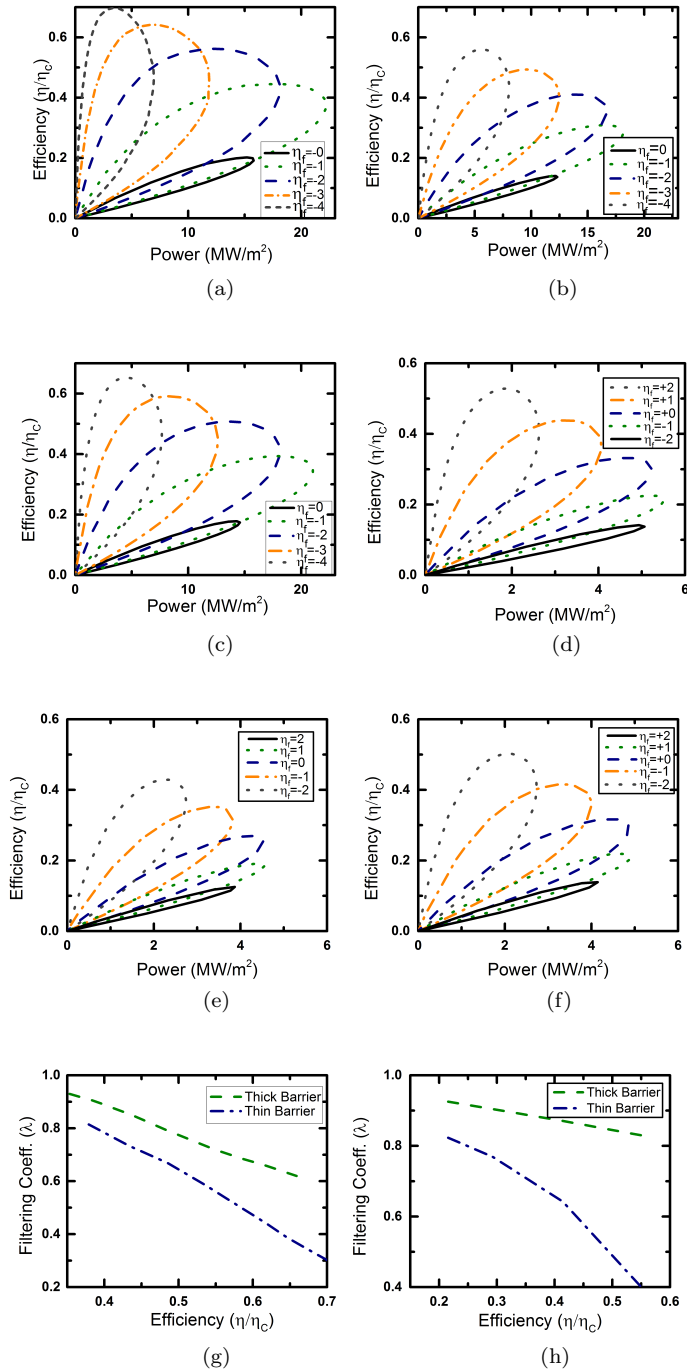 0.6
0.4
0.2
0.0
0 10 20
Efficiency (η/ηC)
Power (MW/m²)
ηf=-0
ηf=-1
ηf=-2
ηf=-3
ηf=-4
(a)
0.6
0.4
0.2
0.0
0 5 10 15 20
Efficiency (η/ηC)
Power (MW/m²)
ηf=0
ηf=-1
ηf=-2
ηf=-3
ηf=-4
(b)
0.6
0.4
0.2
0.0
0 10 20
Efficiency (η/ηC)
Power (MW/m²)
ηf=0
ηf=-1
ηf=-2
ηf=-3
ηf=-4
(c)
0.6
0.4
0.2
0.0
0 2 4 6
Efficiency (η/ηC)
Power (MW/m²)
ηf=+2
ηf=+1
ηf=+0
ηf=-1
ηf=-2
(d)
0.6
0.4
0.2
0.0
0 2 4 6
Efficiency (η/ηC)
Power (MW/m²)
ηf=2
ηf=1
ηf=0
ηf=-1
ηf=-2
(e)
0.6
0.4
0.2
0.0
0 2 4 6
Efficiency (η/ηC)
Power (MW/m²)
ηf=+2
ηf=+1
ηf=+0
ηf=-1
ηf=-2
(f)
1.0
0.8
0.6
0.4
0.2
0.4 0.5 0.6 0.7
Filtering Coeff. (λ)
Efficiency (η/ηC)
Thick Barrier
Thin Barrier
(g)
1.0
0.8
0.6
0.4
0.2 0.3 0.4 0.5 0.6
Filtering Coeff. (λ)
Efficiency (η/ηC)
Thick Barrier
Thin Barrier
(h)